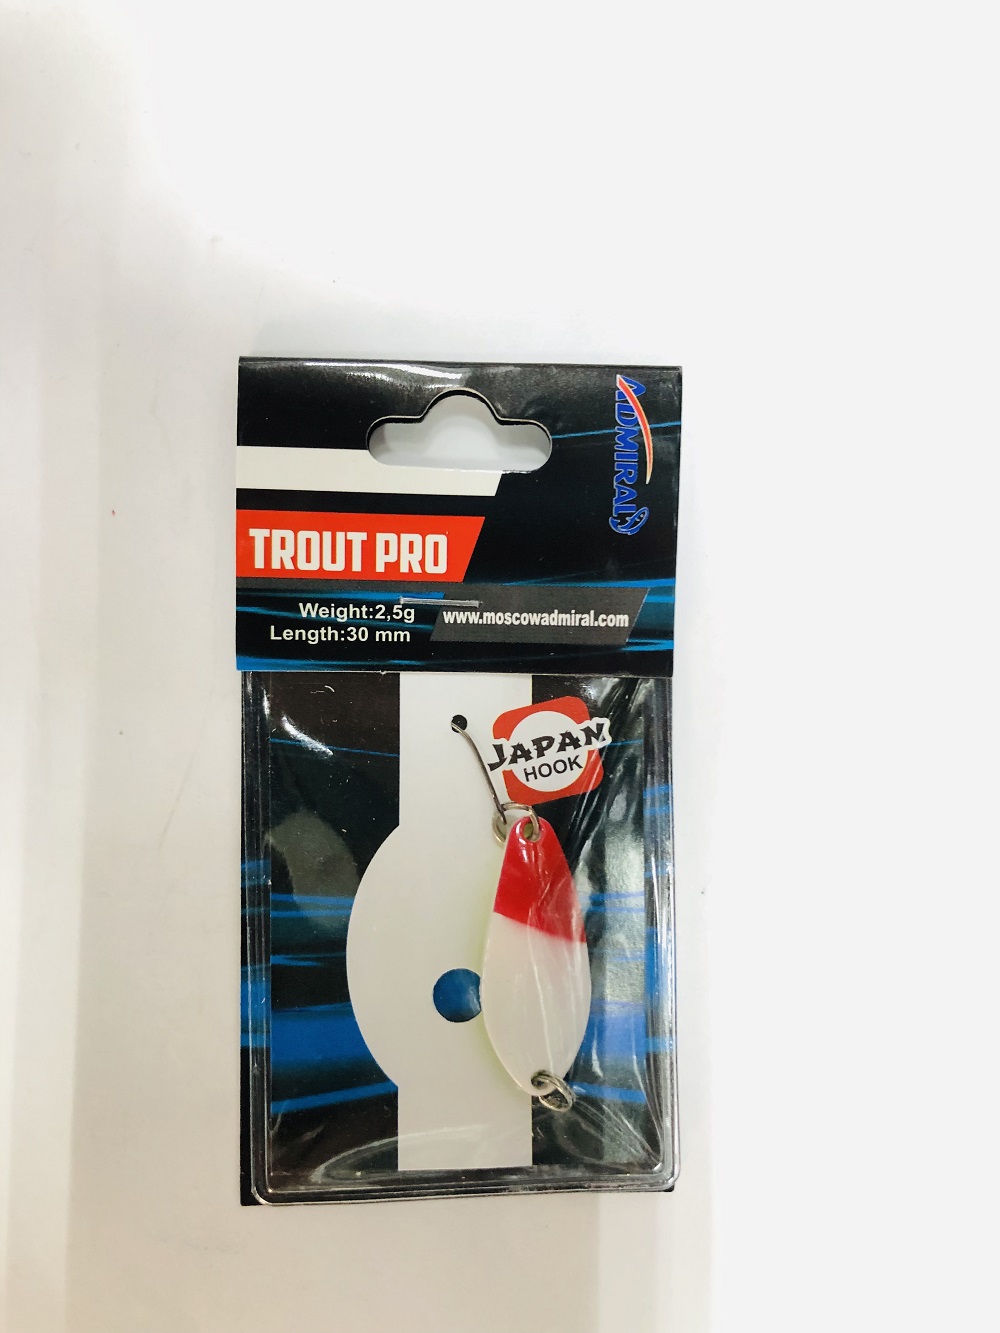 ADMIRAL
TROUT PRO
Weight:2,5g
Length:30 mm
www.moscowadmiral.com
JAPAN
HOOK